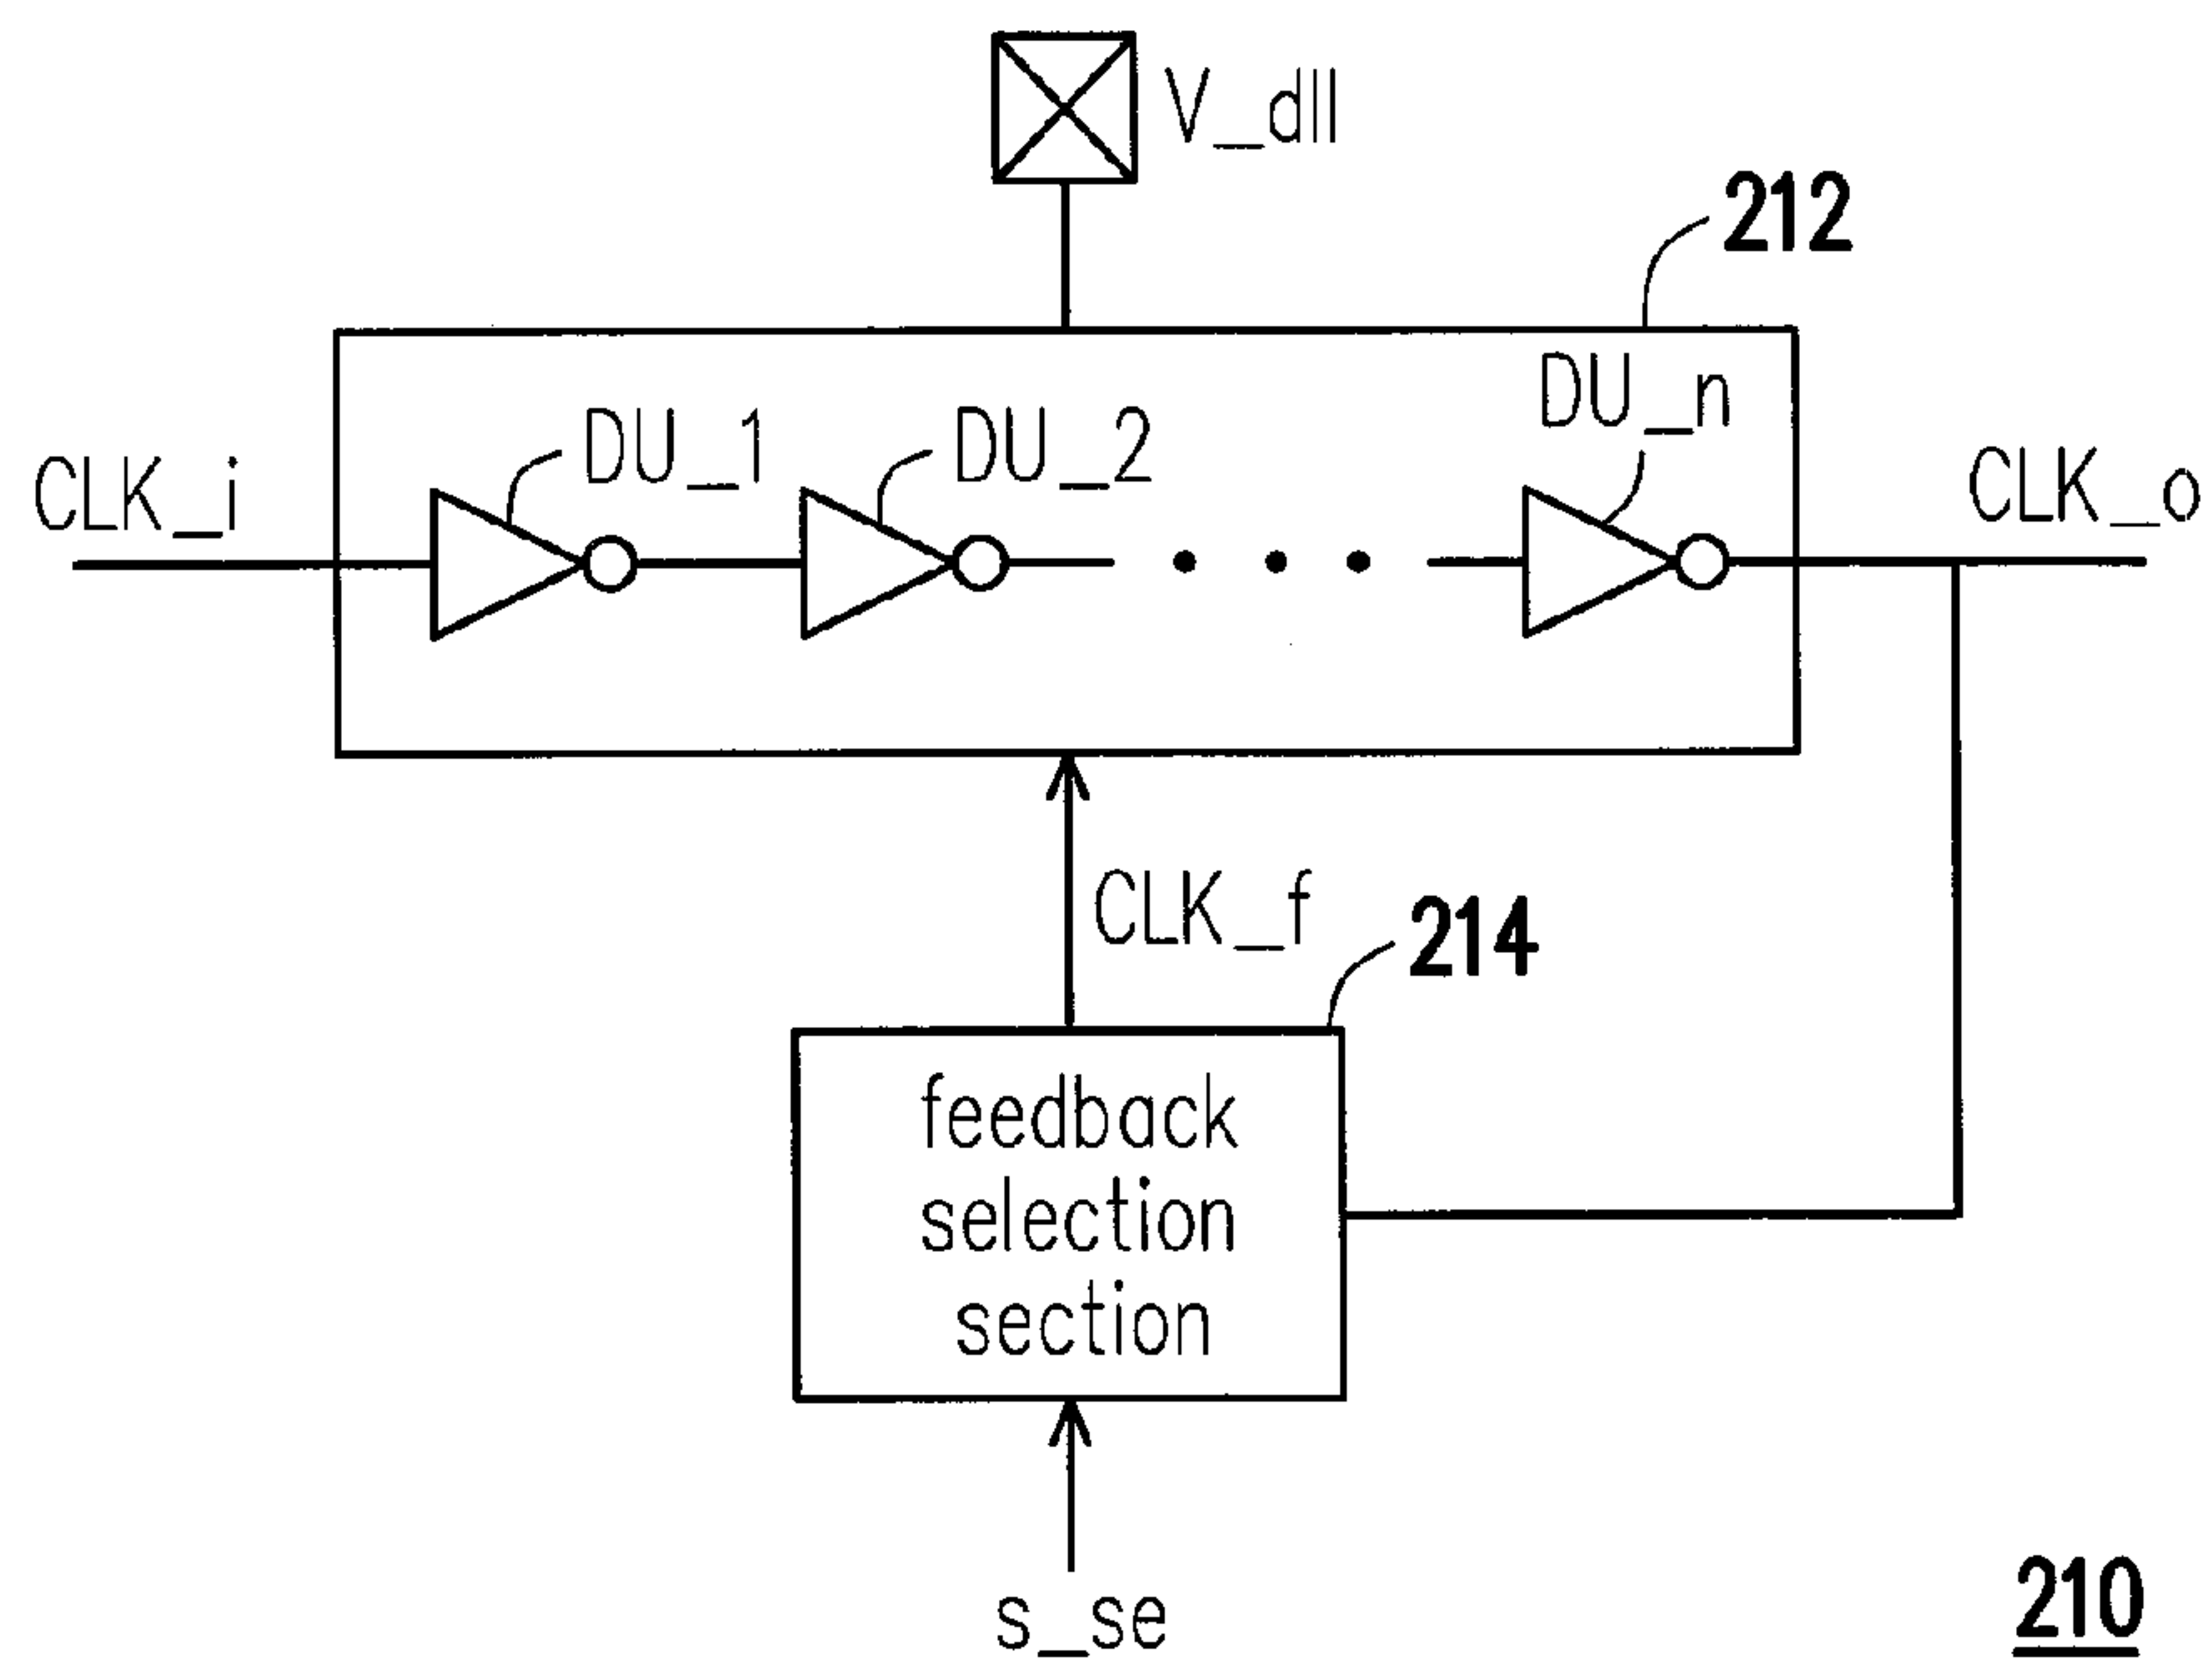 V_dll
212
DU_n
DU_1
DU_2
CLK_i
CLK_o
CLK_f
214
feedback
selection
section
s_se
210